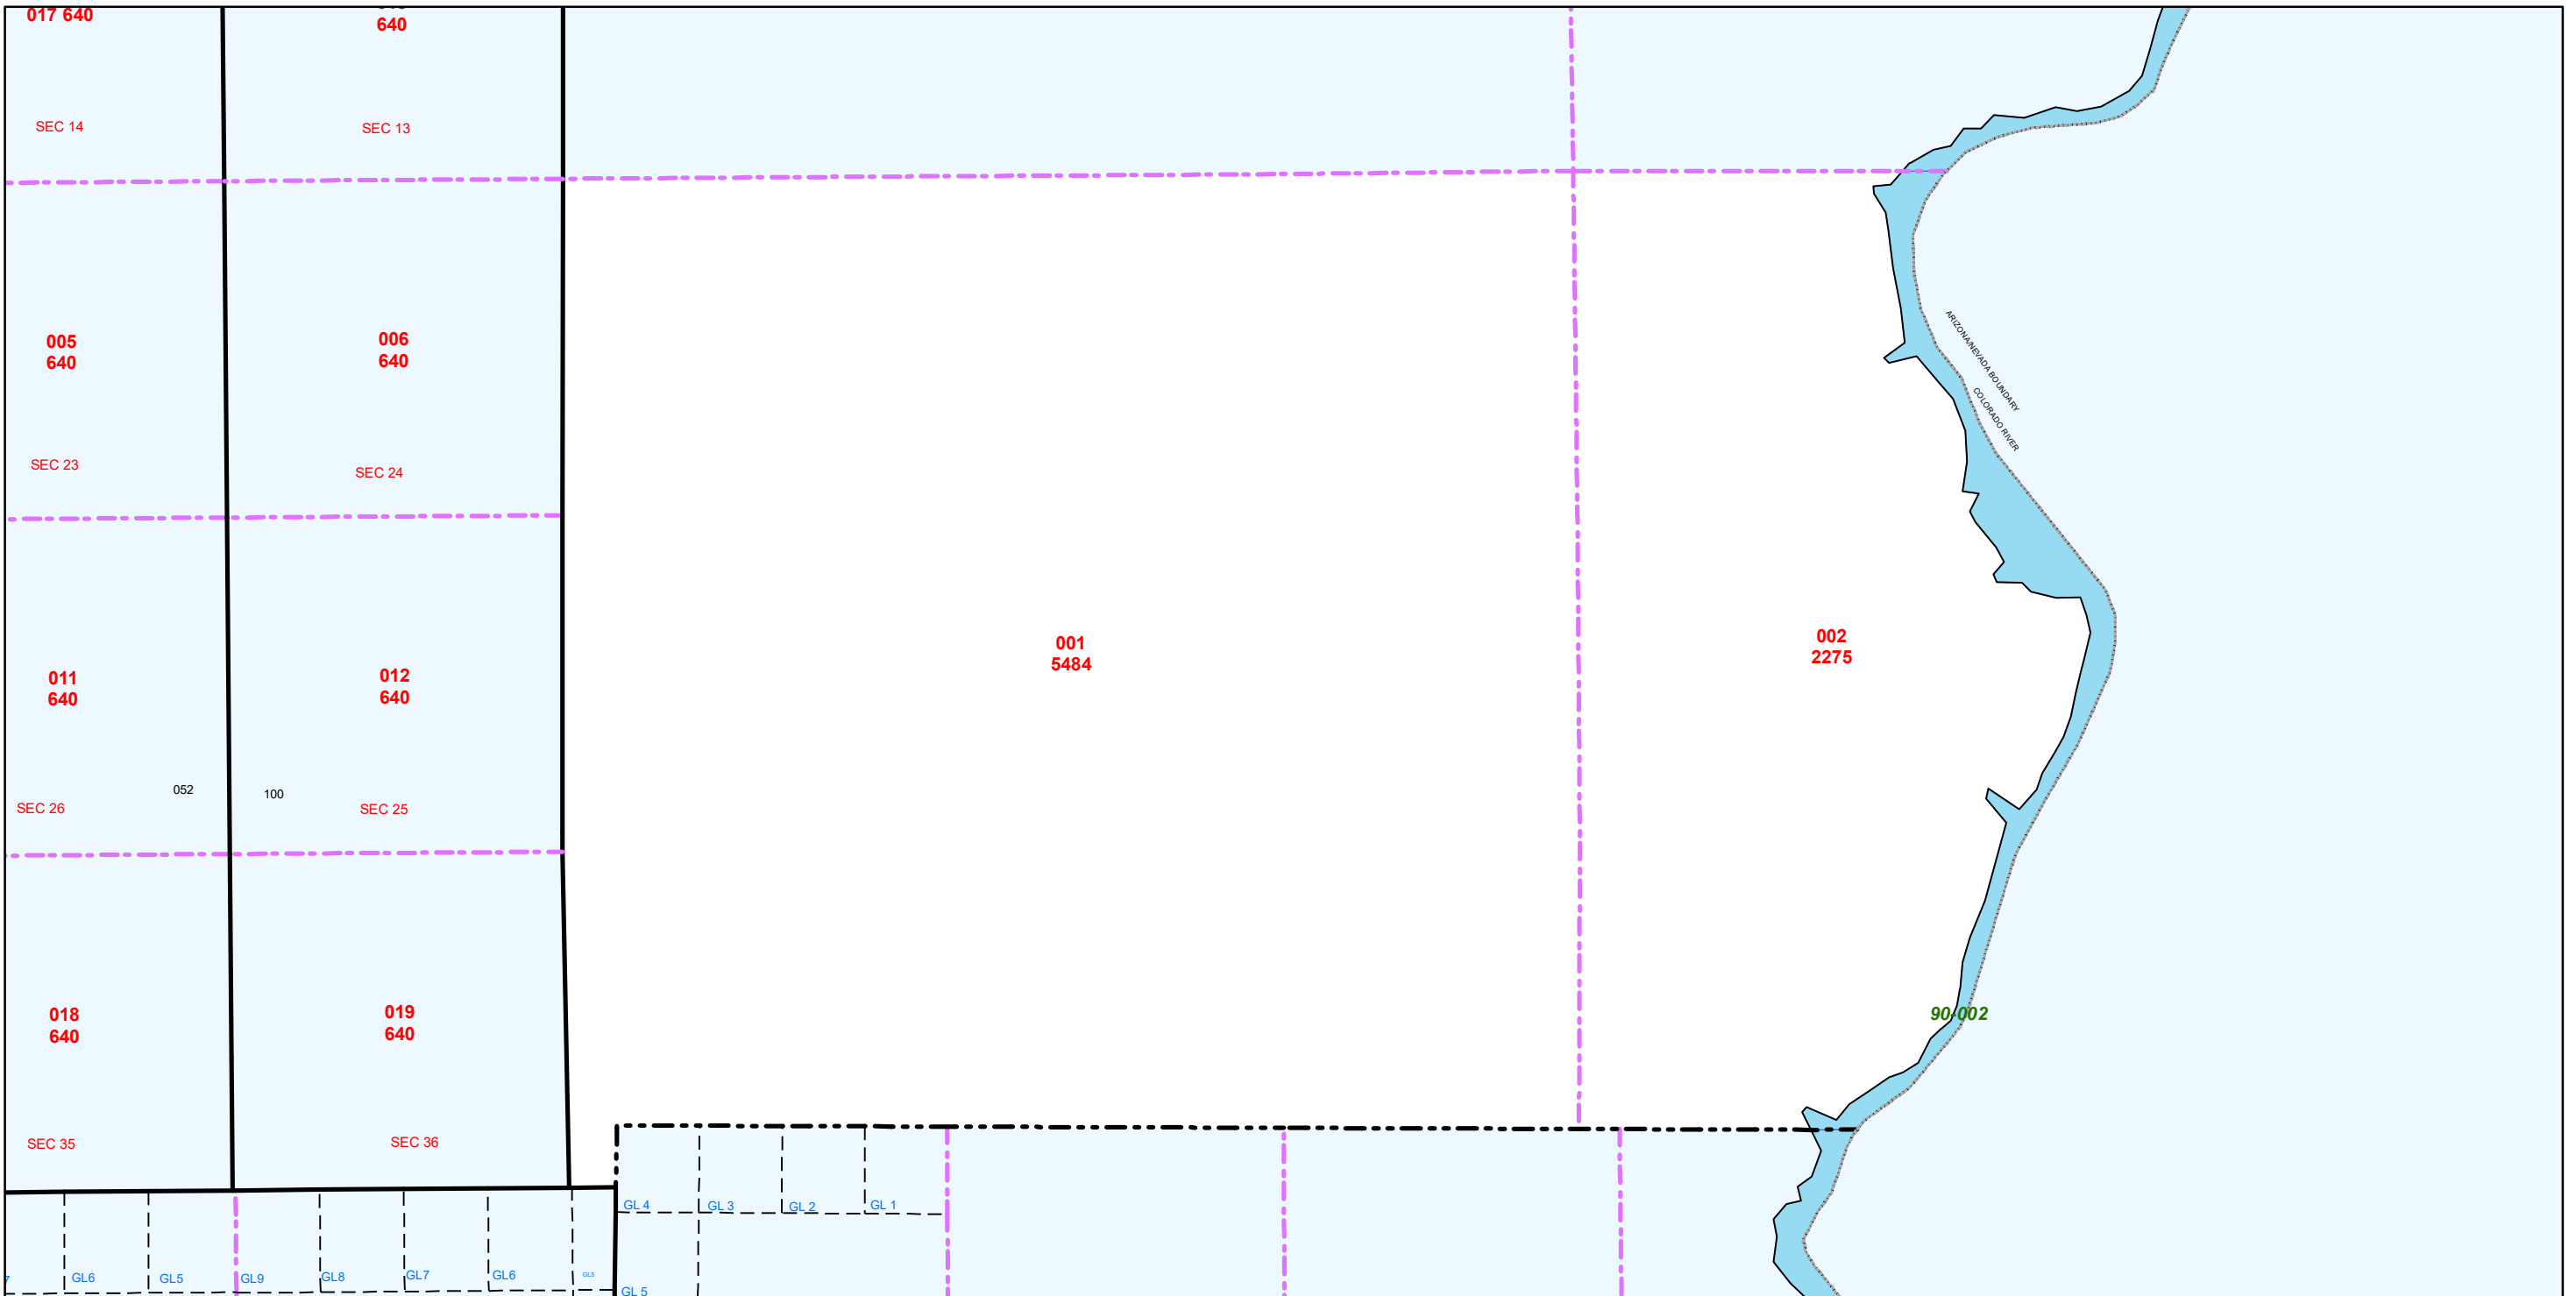 017 640
640
SEC 14
SEC 13
005
640
006
640
ARIZONA/NEVADA BOUNDARY
COLORADO RIVER
SEC 23
SEC 24
001
5484
002
2275
011
640
012
640
052
100
SEC 26
SEC 25
018
640
019
640
90-002
SEC 35
SEC 36
GL 4
GL 3
GL 2
GL 1
7
GL6
GL5
GL9
GL8
GL7
GL6
GL5
GL 5